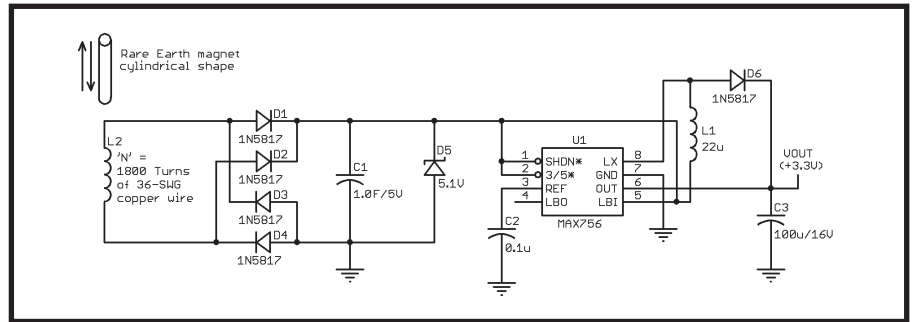 Rare Earth magnet
cylindrical shape
L2
'N' =
1800 Turns
of 36-SWG
copper wire
D1
1N5817
D2
1N5817
D3
1N5817
D4
1N5817
C1
1.0F/5V
D5
5.1V
U1
1
2
3
4
SHDN*
3/5*
REF
LBO
LX
GND
OUT
LBI
8
7
6
5
MAX756
C2
0.1u
D6
1N5817
L1
22u
VOUT
(+3.3V)
C3
100u/16V